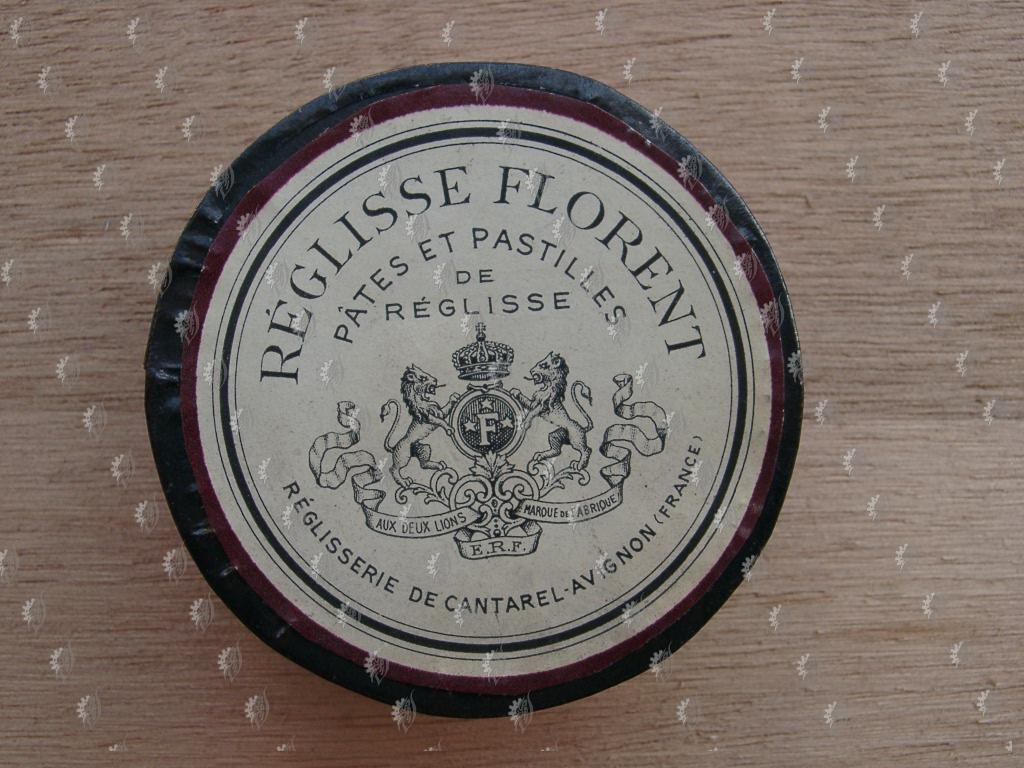 RÉGLISSE FLORENT
PÂTES ET PASTILLES
DE
RÉGLISSE
F
AUX DEUX LIONS
MARQUE DE FABRIQUE
E.R.F.
RÉGLISSERIE DE CANTAREL-AVIGNON (FRANCE)